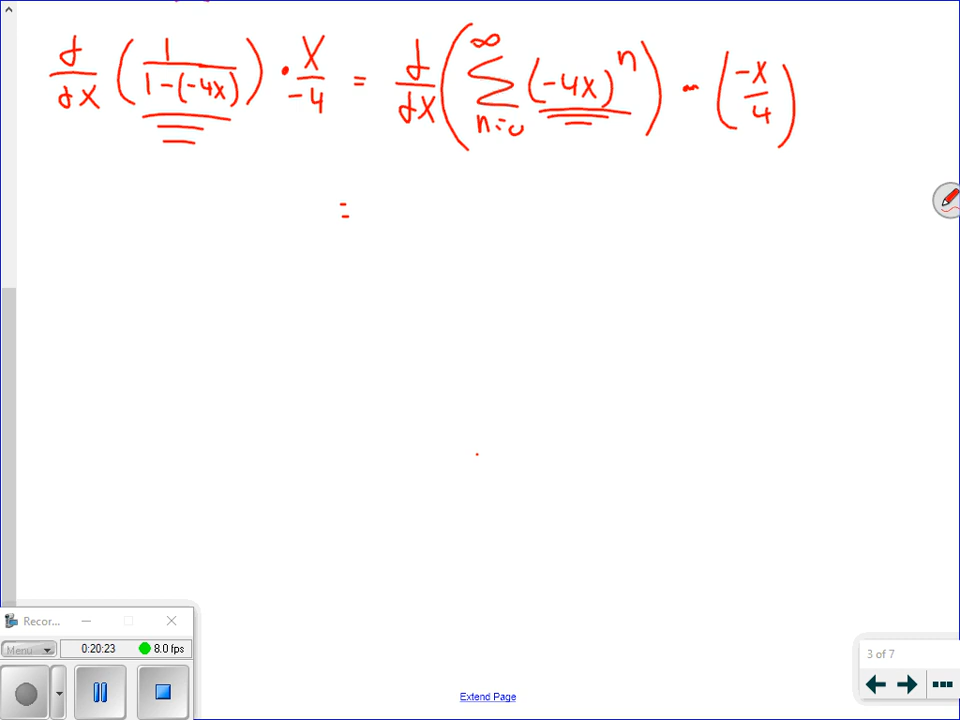 d/dx (1/(1-(-4x))) · x/-4 = d/dx (∞ Σ n=0 (-4x)^n) · (-x/4)
=
Recor...
Menu 0:20:23 8.0 fps
3 of 7
Extend Page